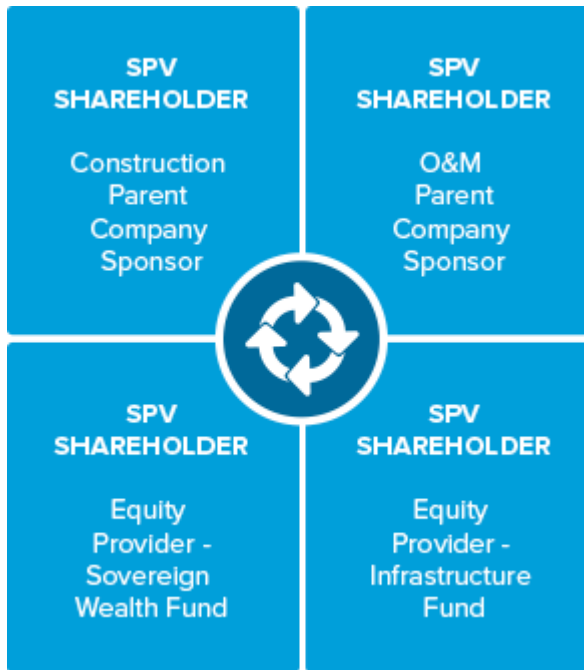 SPV
SHAREHOLDER
Construction
Parent
Company
Sponsor
SPV
SHAREHOLDER
O&M
Parent
Company
Sponsor
SPV
SHAREHOLDER
Equity
Provider -
Sovereign
Wealth Fund
SPV
SHAREHOLDER
Equity
Provider -
Infrastructure
Fund